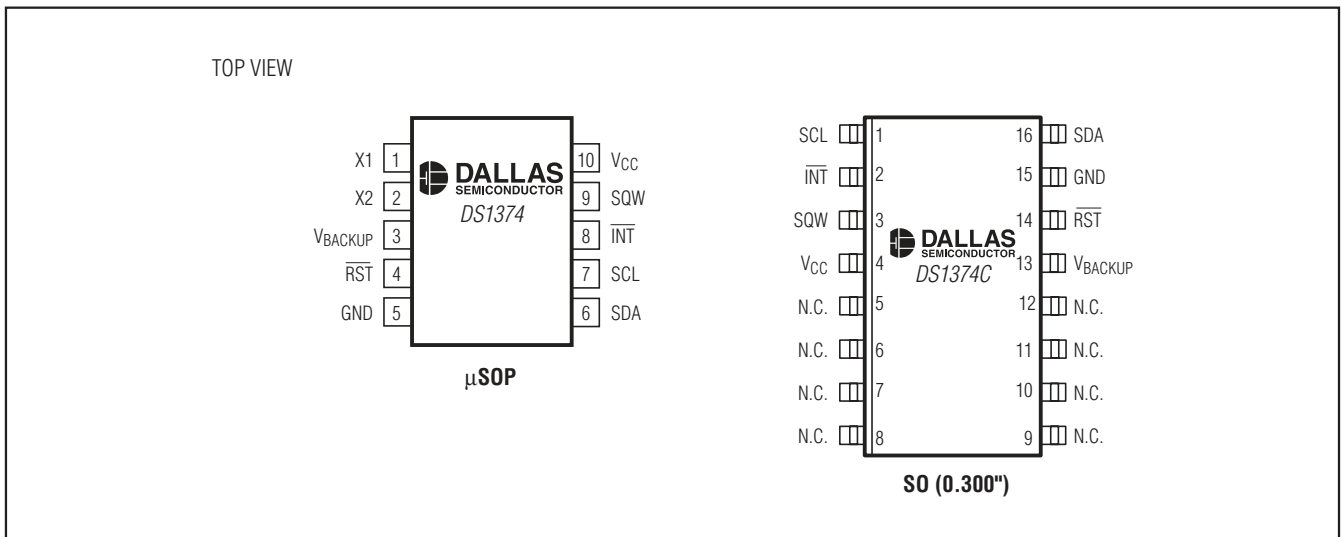 TOP VIEW
X1 1
X2 2
VBACKUP 3
RST 4
GND 5
10 VCC
9 SQW
8 INT
7 SCL
6 SDA
DALLAS
SEMICONDUCTOR
DS1374
µSOP
SCL 1
INT 2
SQW 3
VCC 4
N.C. 5
N.C. 6
N.C. 7
N.C. 8
16 SDA
15 GND
14 RST
13 VBACKUP
12 N.C.
11 N.C.
10 N.C.
9 N.C.
DALLAS
SEMICONDUCTOR
DS1374C
SO (0.300")